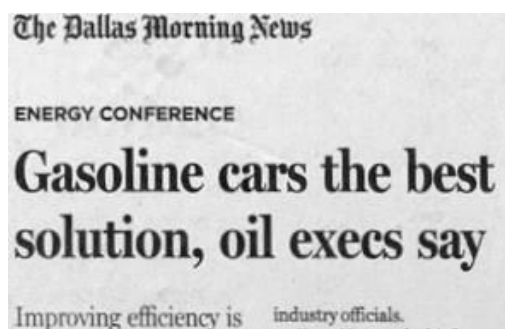 The Dallas Morning News
ENERGY CONFERENCE
Gasoline cars the best
solution, oil execs say
Improving efficiency is
industry officials.